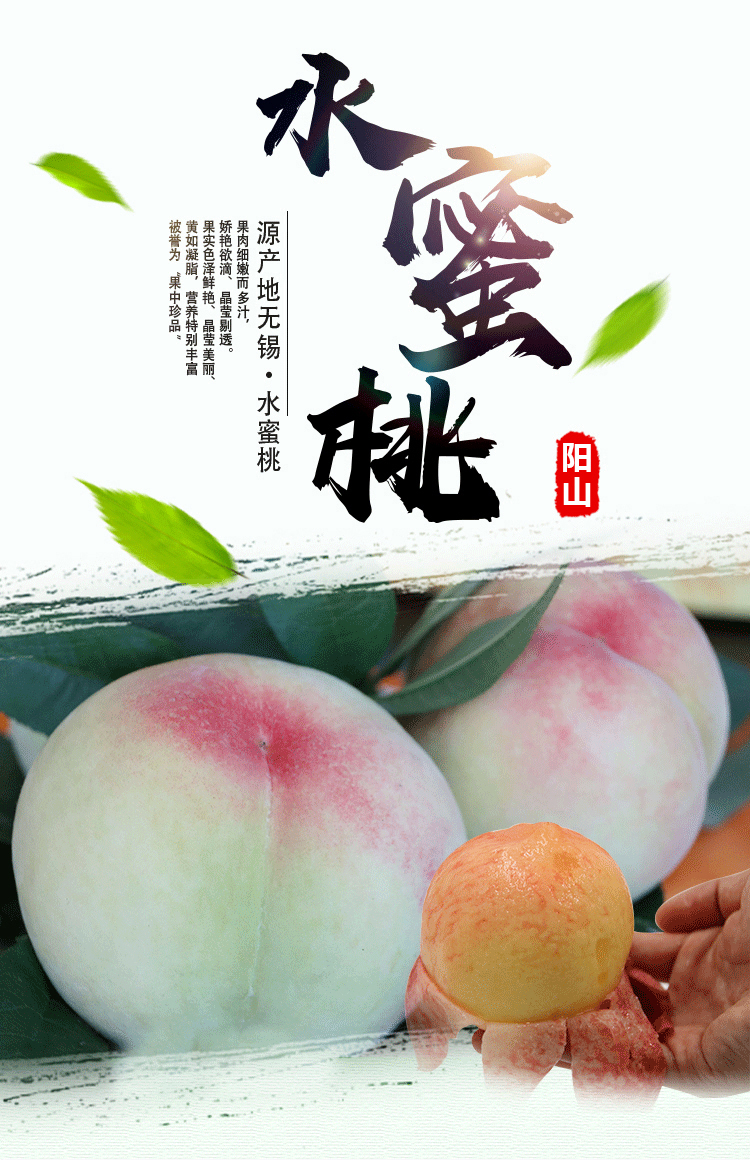 水蜜桃
阳山
源产地无锡·水蜜桃
果肉细嫩而多汁,
娇艳欲滴、晶莹剔透。
果实色泽鲜艳、晶莹美丽、
黄如凝脂,营养特别丰富
被誉为“果中珍品”